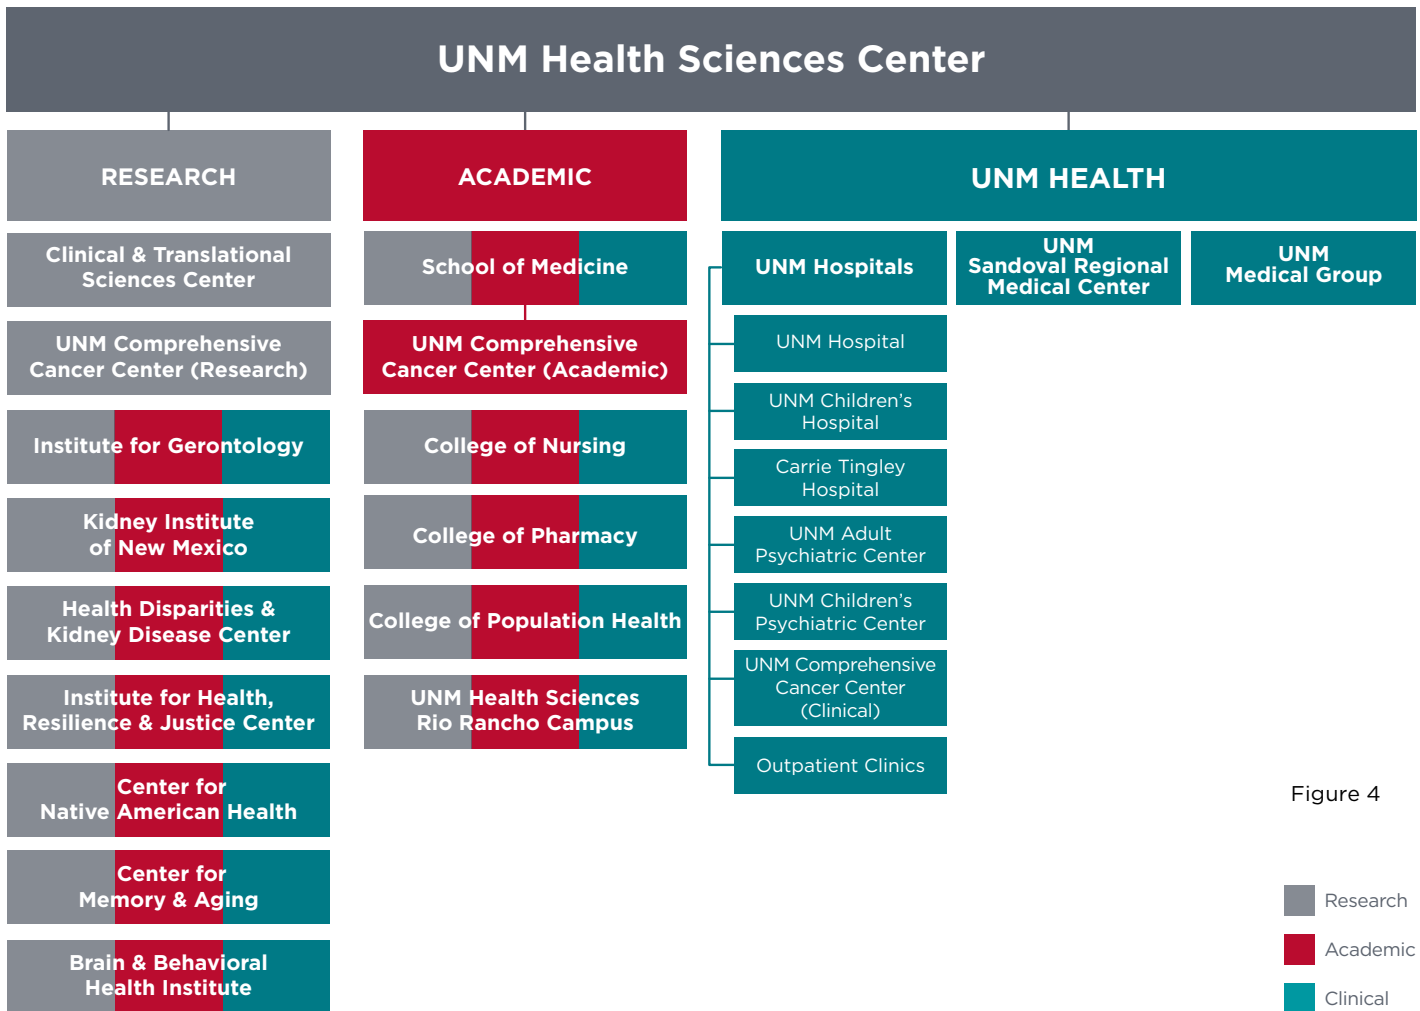 UNM Health Sciences Center
RESEARCH
Clinical & Translational
Sciences Center
UNM Comprehensive
Cancer Center (Research)
Institute for Gerontology
Kidney Institute
of New Mexico
Health Disparities &
Kidney Disease Center
Institute for Health,
Resilience & Justice Center
Center for
Native American Health
Center for
Memory & Aging
Brain & Behavioral
Health Institute
ACADEMIC
School of Medicine
UNM Comprehensive
Cancer Center (Academic)
College of Nursing
College of Pharmacy
College of Population Health
UNM Health Sciences
Rio Rancho Campus
UNM HEALTH
UNM Hospitals
UNM Hospital
UNM Children’s
Hospital
Carrie Tingley
Hospital
UNM Adult
Psychiatric Center
UNM Children’s
Psychiatric Center
UNM Comprehensive
Cancer Center
(Clinical)
Outpatient Clinics
UNM
Sandoval Regional
Medical Center
UNM
Medical Group
Figure 4
Research
Academic
Clinical